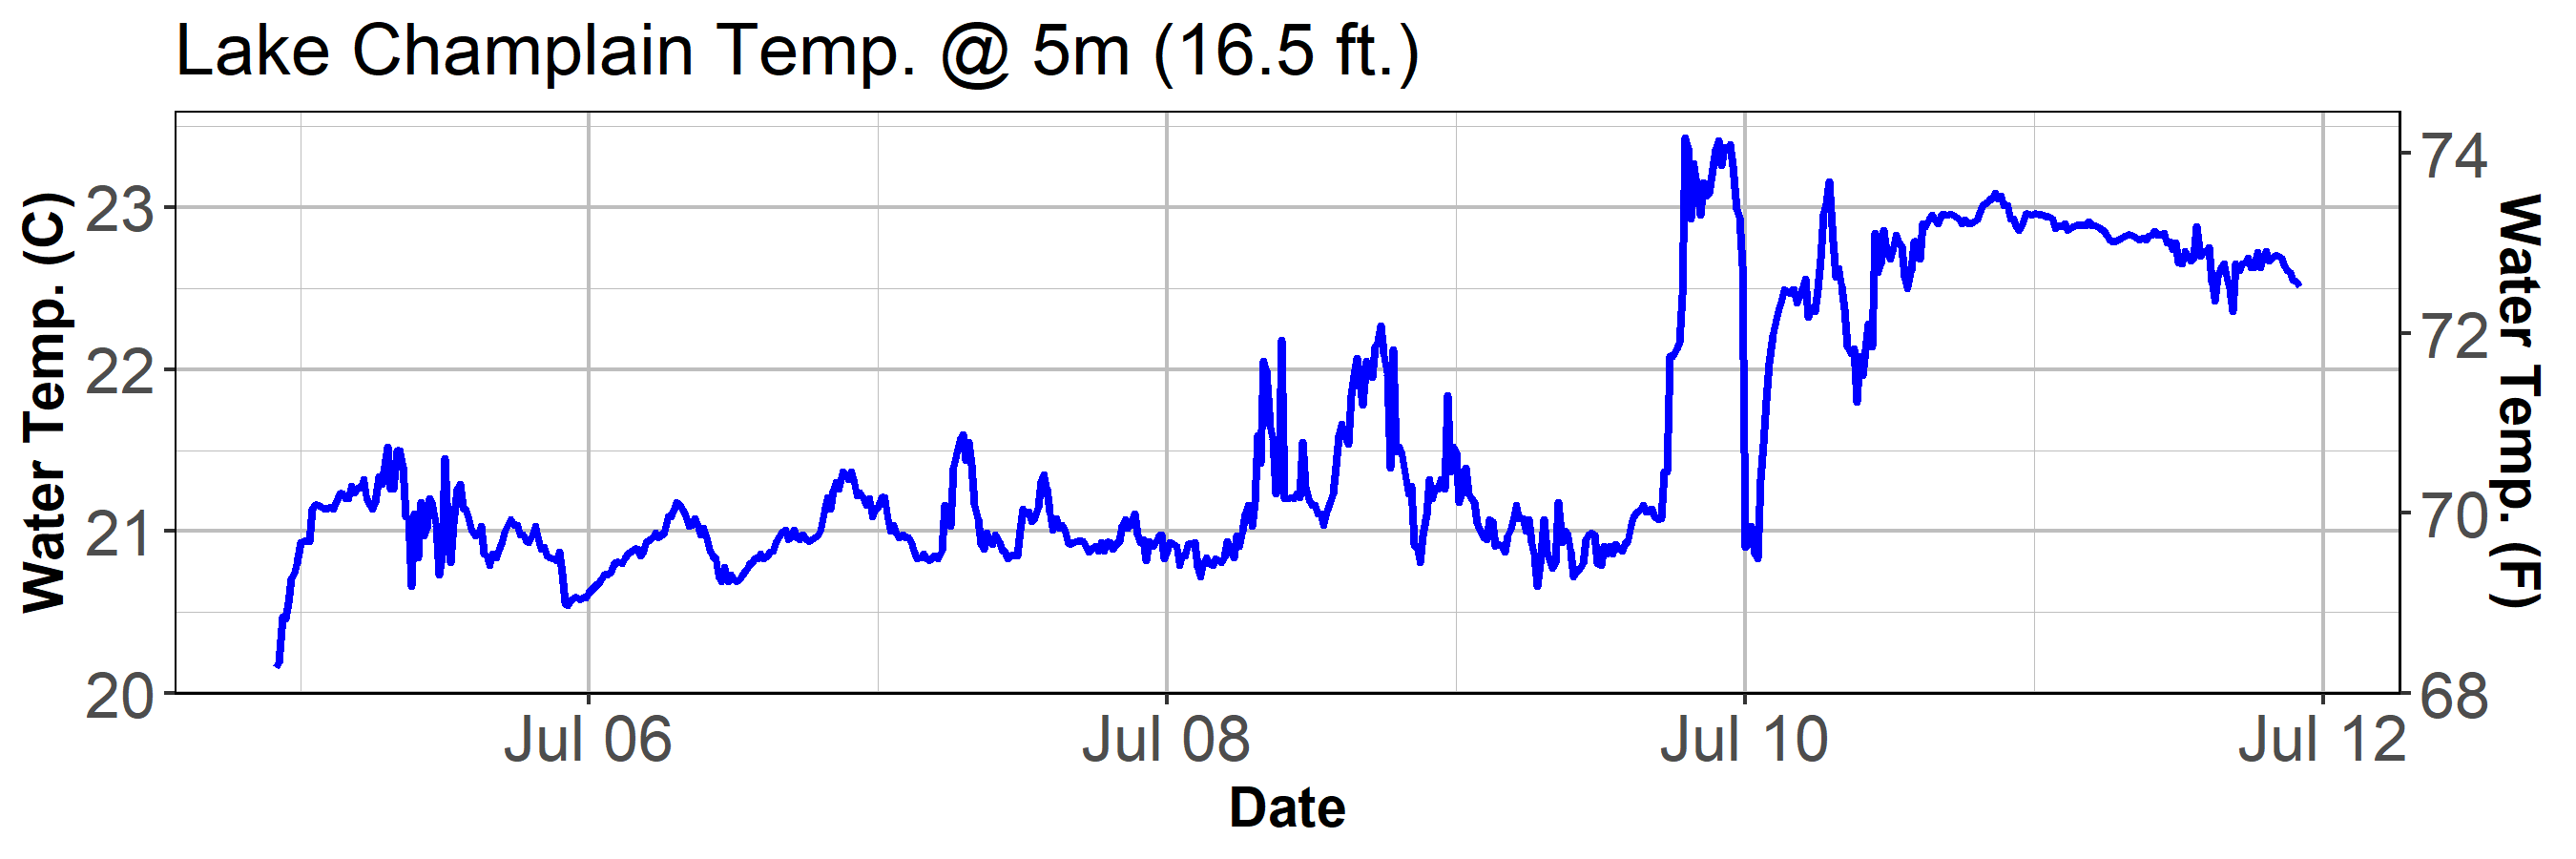 Lake Champlain Temp. @ 5m (16.5 ft.)
Water Temp. (C)
23
22
21
20
74
72
70
68
Water Temp. (F)
Jul 06
Jul 08
Jul 10
Jul 12
Date